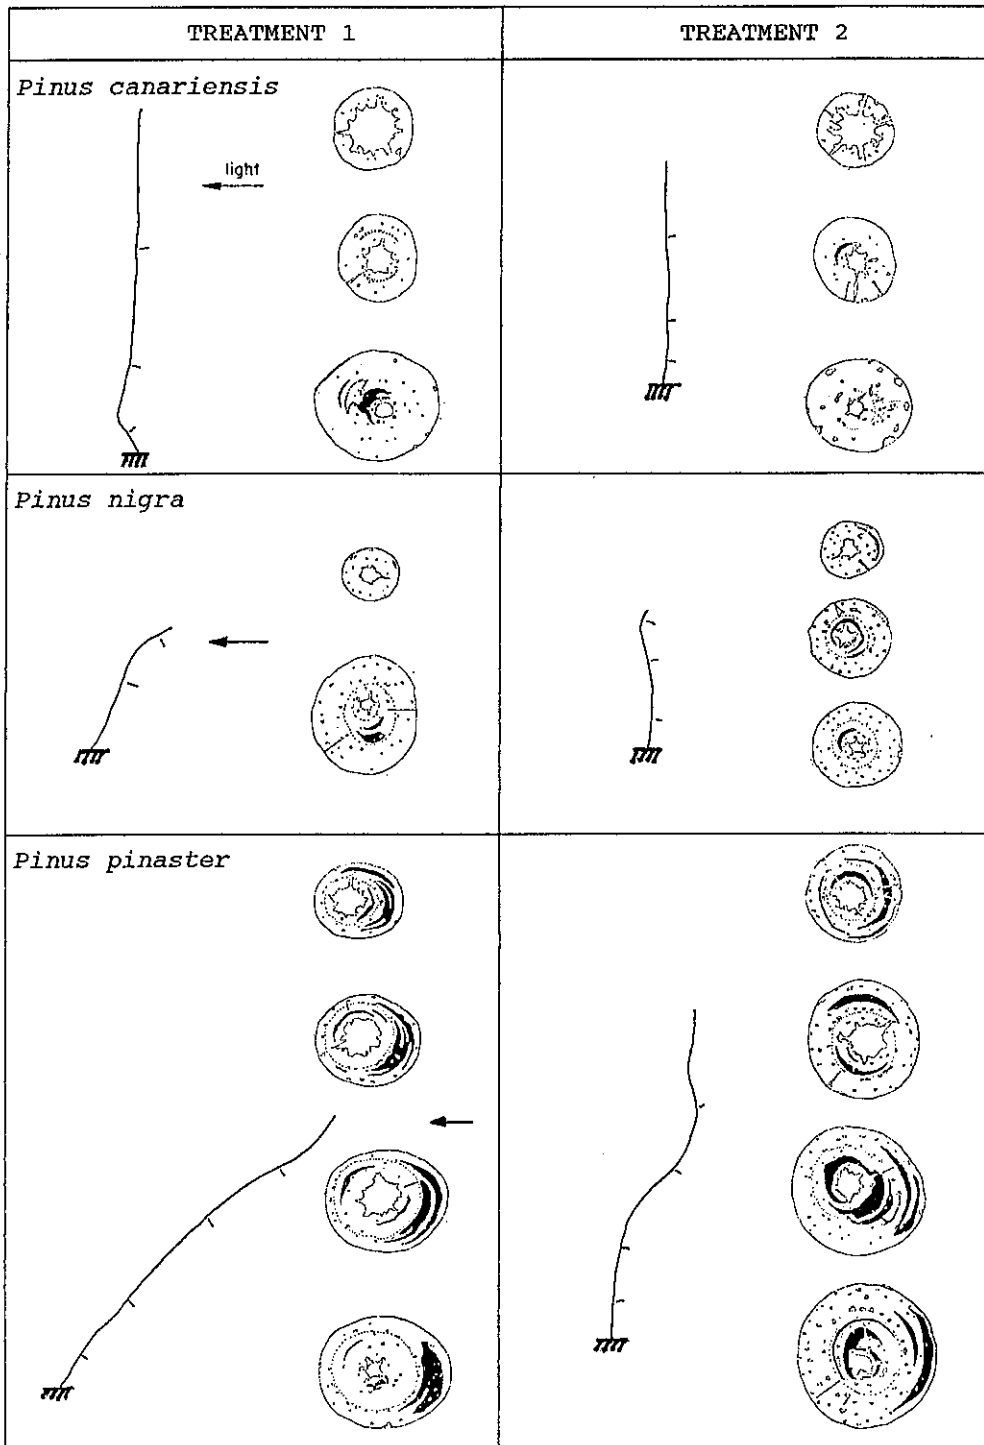 TREATMENT 1
TREATMENT 2
Pinus canariensis
light
Pinus nigra
Pinus pinaster